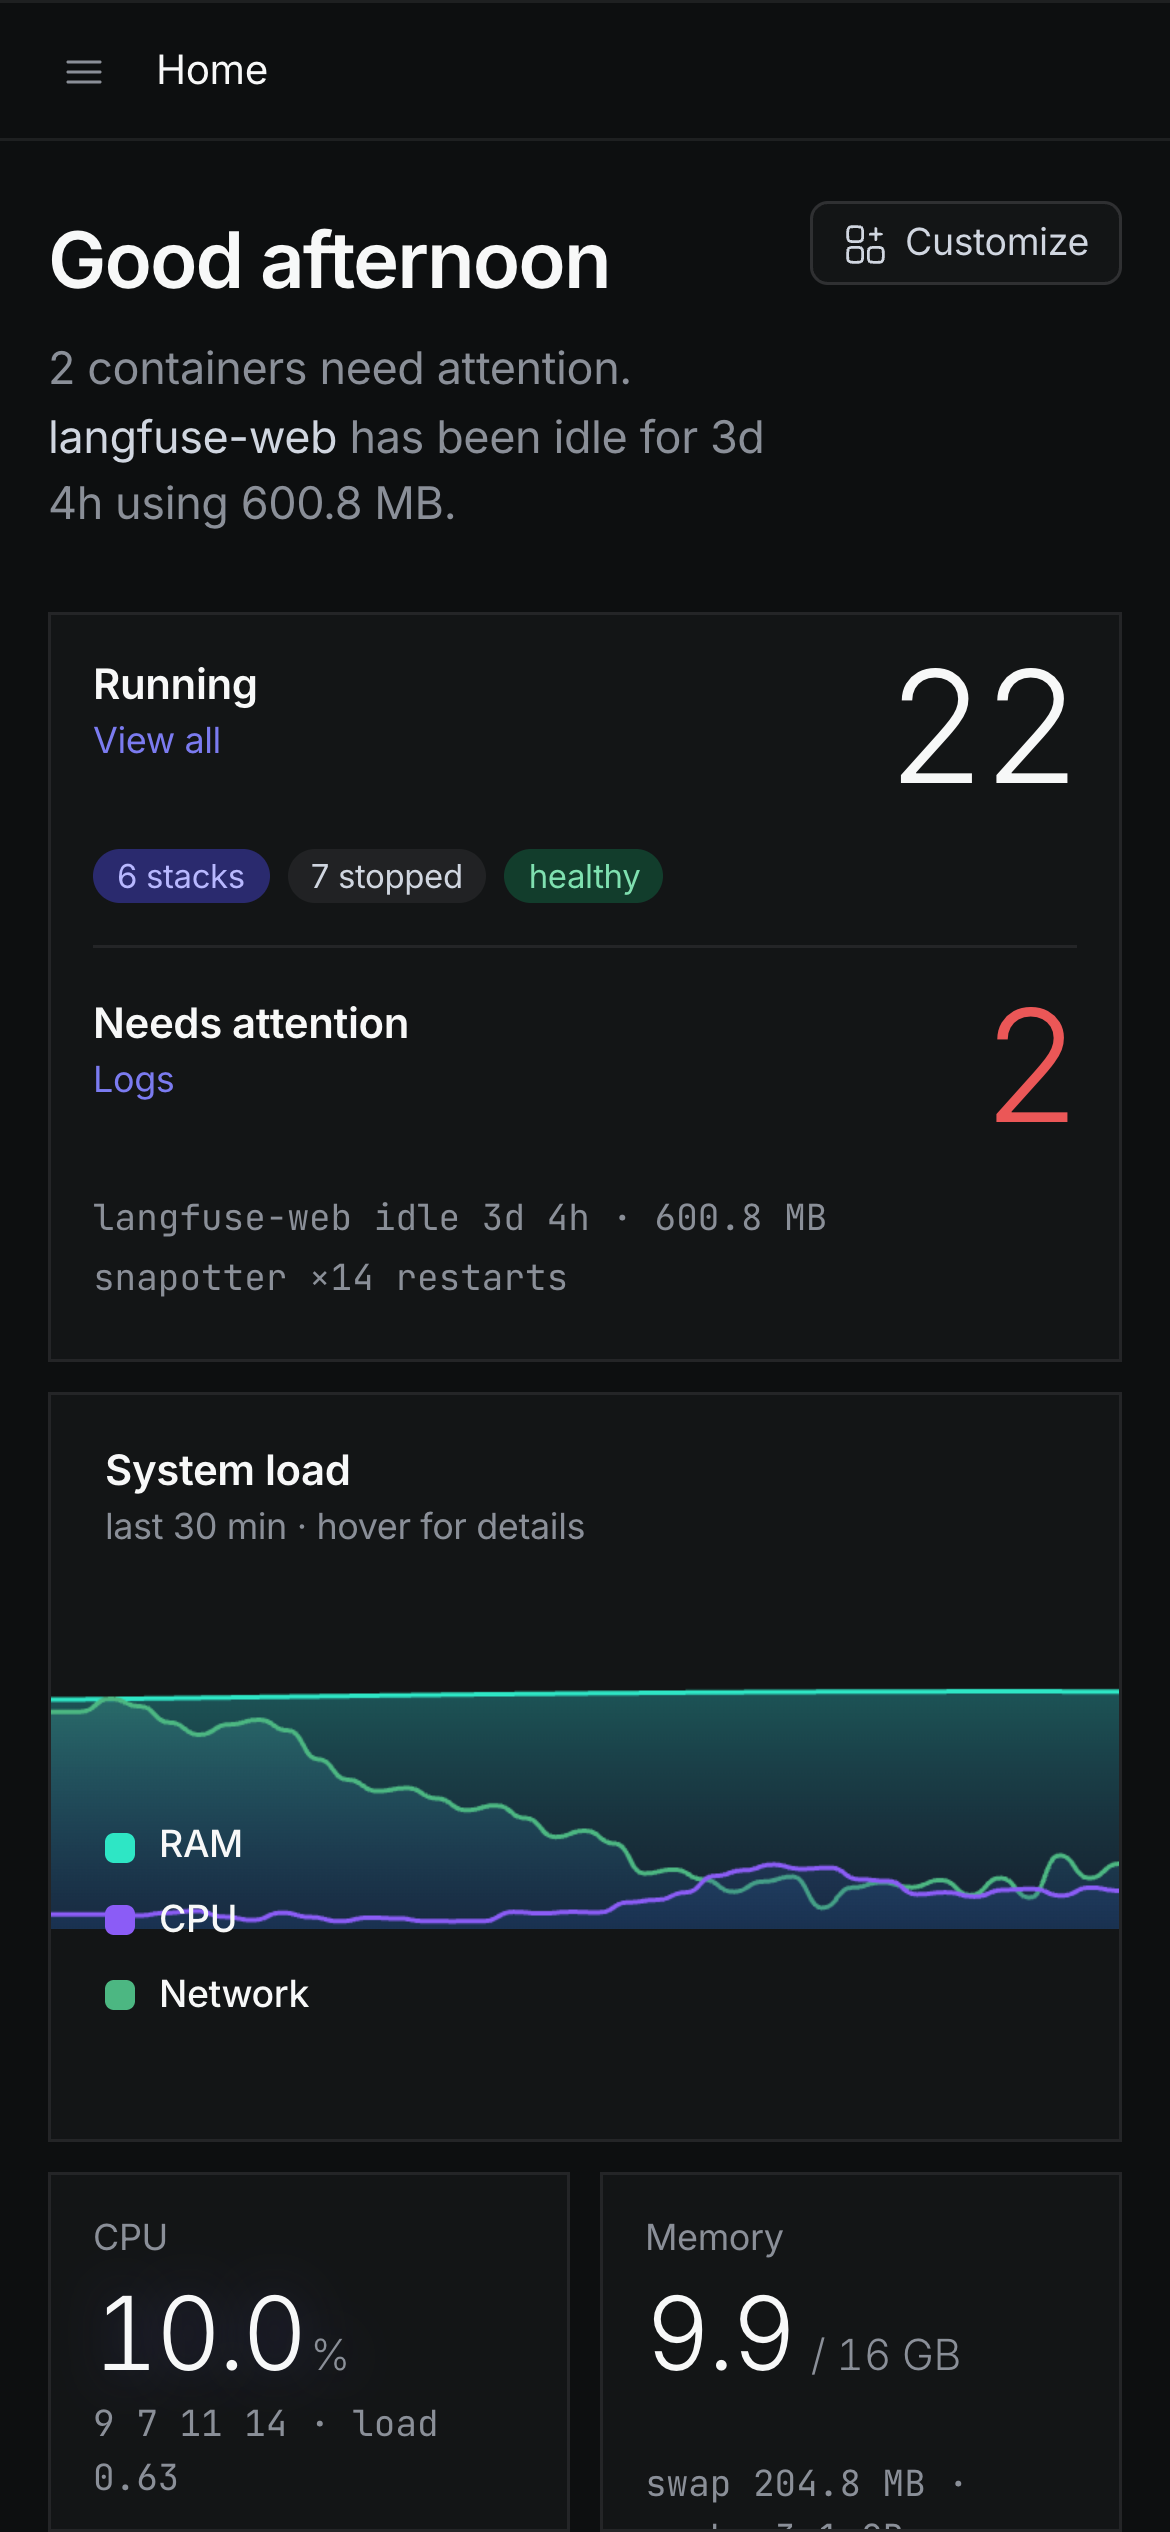 Home
Good afternoon
Customize
2 containers need attention.
langfuse-web has been idle for 3d
4h using 600.8 MB.
Running
22
View all
6 stacks
7 stopped
healthy
Needs attention
2
Logs
langfuse-web idle 3d 4h · 600.8 MB
snapotter ×14 restarts
System load
last 30 min · hover for details
RAM
CPU
Network
CPU
10.0 %
9 7 11 14 · load
0.63
Memory
9.9 / 16 GB
swap 204.8 MB ·